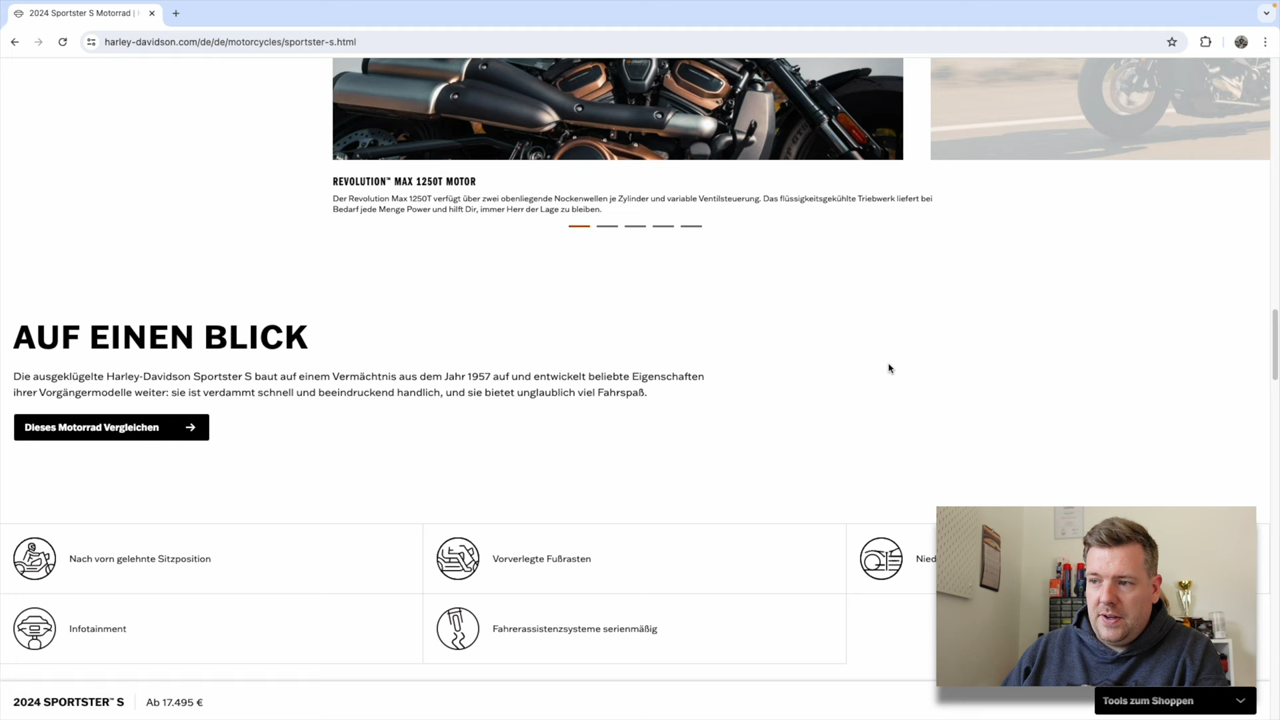 2024 Sportster S Motorrad |
harley-davidson.com/de/de/motorcycles/sportster-s.html
REVOLUTION™ MAX 1250T MOTOR
Der Revolution Max 1250T verfügt über zwei obenliegende Nockenwellen je Zylinder und variable Ventilsteuerung. Das flüssigkeitsgekühlte Triebwerk liefert bei
Bedarf jede Menge Power und hilft Dir, immer Herr der Lage zu bleiben.
AUF EINEN BLICK
Die ausgeklügelte Harley-Davidson Sportster S baut auf einem Vermächtnis aus dem Jahr 1957 auf und entwickelt beliebte Eigenschaften
ihrer Vorgängermodelle weiter: sie ist verdammt schnell und beeindruckend handlich, und sie bietet unglaublich viel Fahrspaß.
Dieses Motorrad Vergleichen
Nach vorn gelehnte Sitzposition
Vorverlegte Fußrasten
Infotainment
Fahrerassistenzsysteme serienmäßig
2024 SPORTSTER™ S
Ab 17.495 €
Tools zum Shoppen